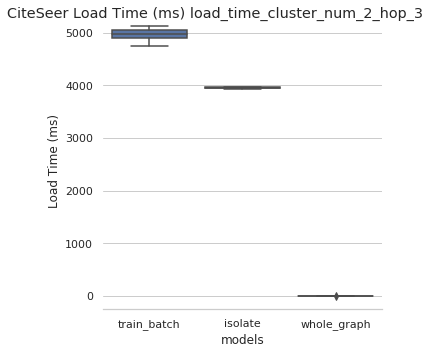 CiteSeer Load Time (ms) load_time_cluster_num_2_hop_3
Load Time (ms)
5000
4000
3000
2000
1000
0
train_batch isolate whole_graph
models